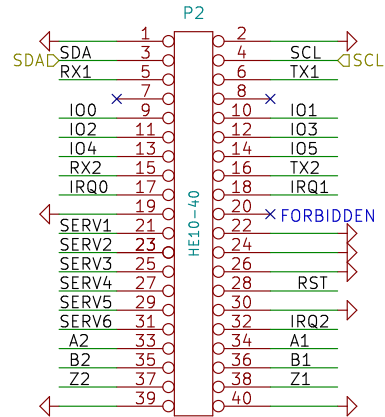 P2
1 2
SDA SDA 3 4 SCL SCL
RX1 5 6 TX1
7 8
IO0 9 10 IO1
IO2 11 12 IO3
IO4 13 14 IO5
RX2 15 16 TX2
IRQ0 17 18 IRQ1
19 20 FORBIDDEN
SERV1 21 22
SERV2 23 24
SERV3 25 26
SERV4 27 28 RST
SERV5 29 30
SERV6 31 32 IRQ2
A2 33 34 A1
B2 35 36 B1
Z2 37 38 Z1
39 40
HE10-40